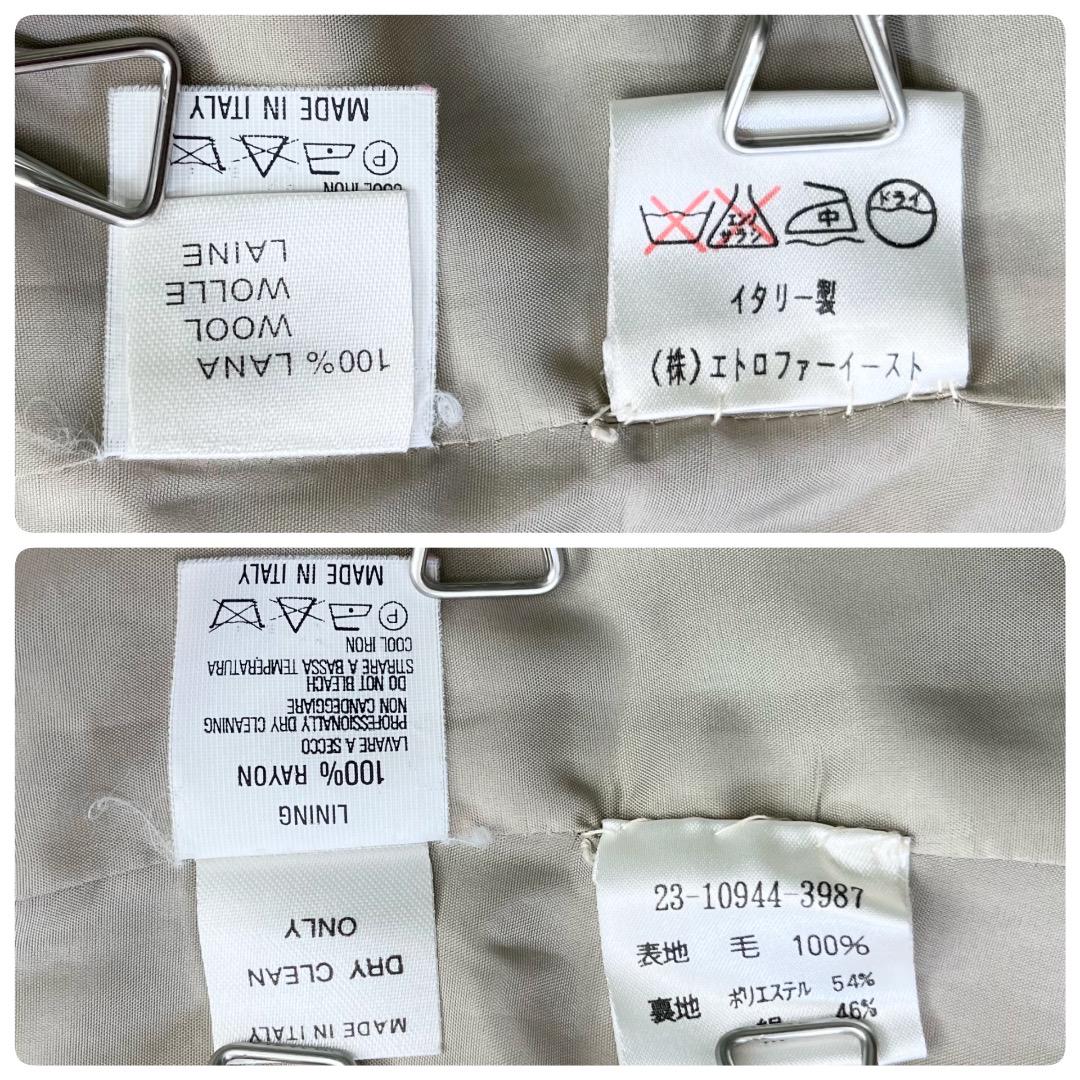 MADE IN ITALY
P
COOL IRON
100% LANA
WOOL
WOLLE
LAINE
エンソ
サラシ
中
ドライ
イタリー製
(株)エトロファーイースト
LINING
100% RAYON
LAVARE A SECCO
PROFESSIONALLY DRY CLEANING
NON CANDEGGIARE
DO NOT BLEACH
STIRARE A BASSA TEMPERATURA
COOL IRON
P
MADE IN ITALY
MADE IN ITALY
DRY CLEAN
ONLY
23-10944-3987
表地 毛 100%
裏地 ポリエステル 54%
46%